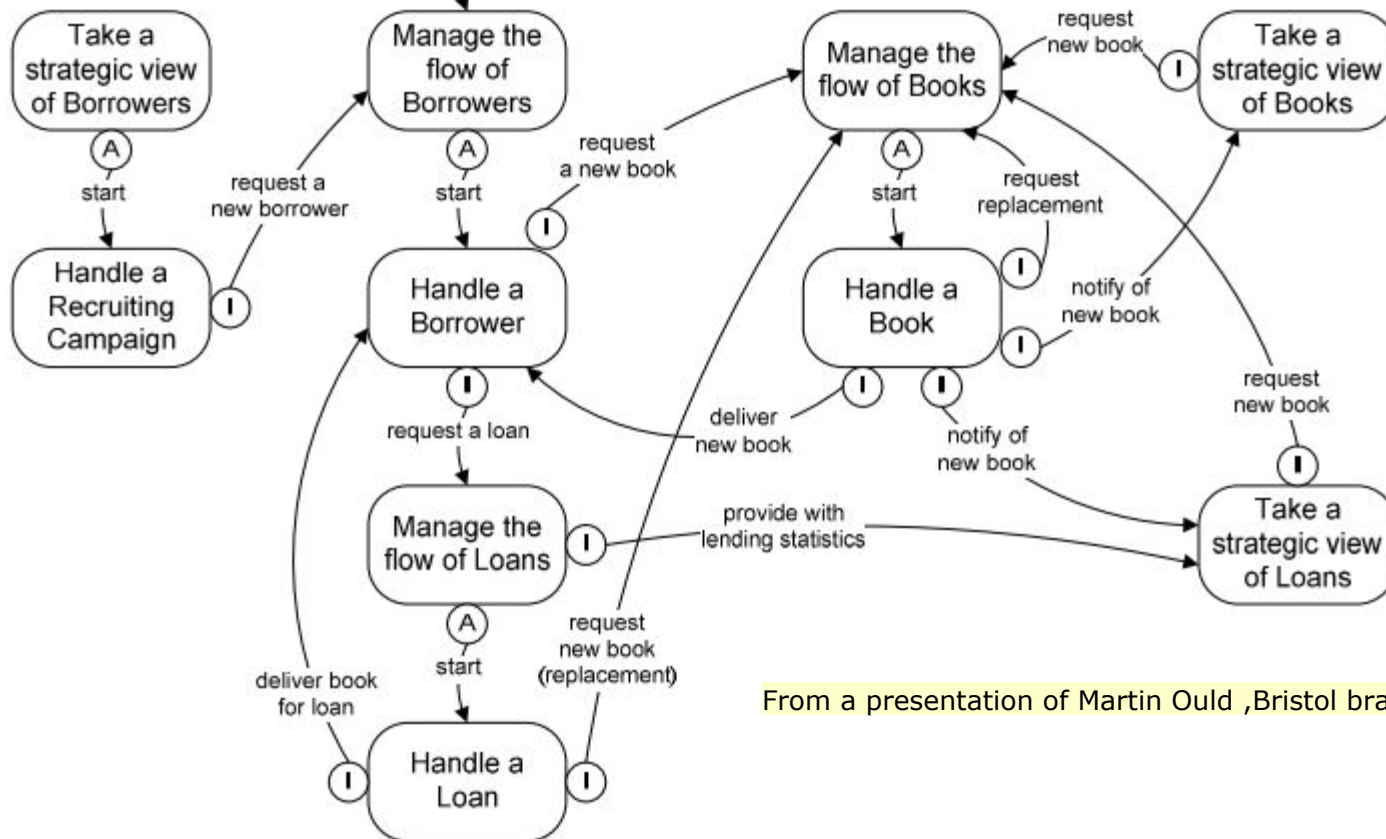 Take a
strategic view
of Borrowers
Manage the
flow of
Borrowers
Manage the
flow of Books
request
new book
I
Take a
strategic view
of Books
A
start
A
start
request
a new book
A
start
request
replacement
request a
new borrower
I
Handle a
Recruiting
Campaign
I
Handle a
Borrower
Handle a
Book
I
I
notify of
new book
I
request a loan
I
I
deliver
new book
notify of
new book
request
new book
I
Manage the
flow of Loans
I
provide with
lending statistics
Take a
strategic view
of Loans
A
start
request
new book
(replacement)
deliver book
for loan
I
Handle a
Loan
I
From a presentation of Martin Ould ,Bristol bra